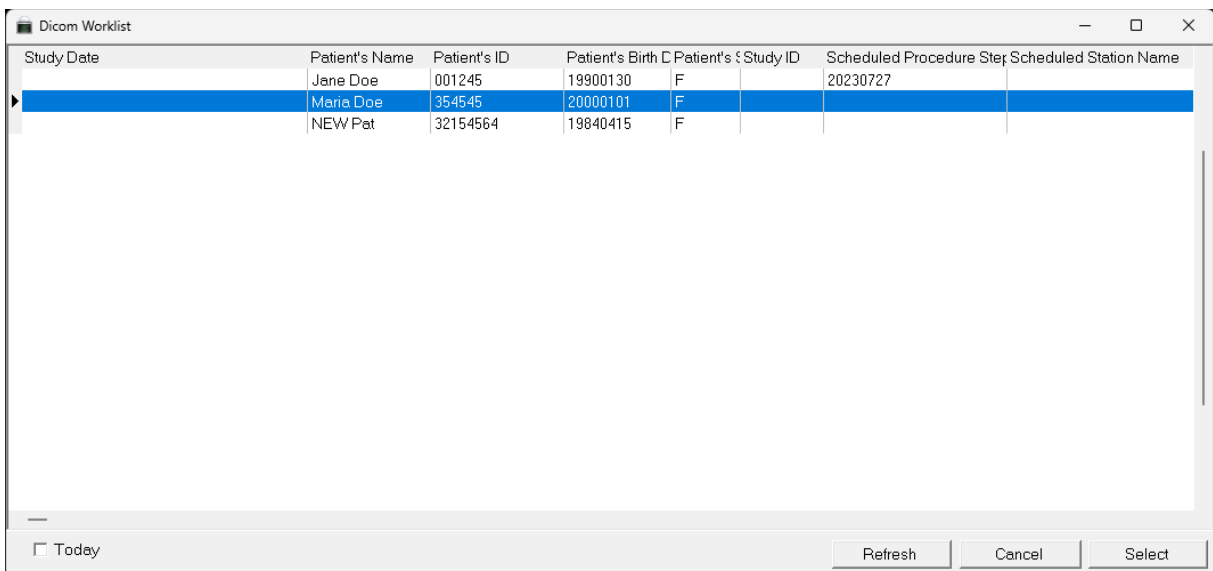 Dicom Worklist
Study Date Patient's Name Patient's ID Patient's Birth D Patient's S Study ID Scheduled Procedure Step Scheduled Station Name
Jane Doe 001245 19900130 F 20230727
Maria Doe 354545 20000101 F
NEW Pat 32154564 19840415 F
Today Refresh Cancel Select